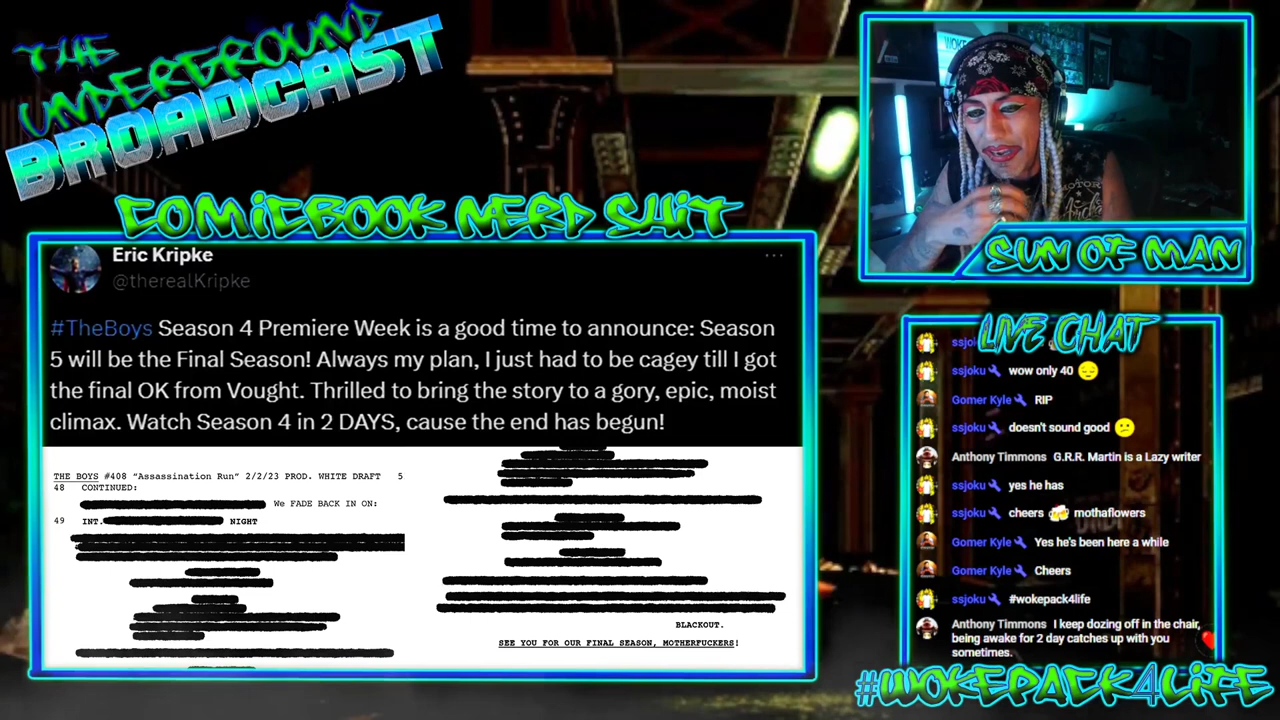 THE
UNDERGROUND
BROADCAST
COMICBOOK NERD SHIT
Eric Kripke
@therealKripke
#TheBoys Season 4 Premiere Week is a good time to announce: Season
5 will be the Final Season! Always my plan, I just had to be cagey till I got
the final OK from Vought. Thrilled to bring the story to a gory, epic, moist
climax. Watch Season 4 in 2 DAYS, cause the end has begun!
THE BOYS #408 "Assassination Run" 2/2/23 PROD. WHITE DRAFT 5
48 CONTINUED:
We FADE BACK IN ON:
49 INT. NIGHT
BLACKOUT.
SEE YOU FOR OUR FINAL SEASON, MOTHERFUCKERS!
WOKE
SUN OF MAN
LIVE CHAT
ssjoku
ssjoku wow only 40 😔
Gomer Kyle RIP
ssjoku doesn't sound good 😕
Anthony Timmons G.R.R. Martin is a Lazy writer
ssjoku yes he has
ssjoku cheers 🍻 mothaflowers
Gomer Kyle Yes he's been here a while
Gomer Kyle Cheers
ssjoku #wokepack4life
Anthony Timmons I keep dozing off in the chair,
being awake for 2 day catches up with you
sometimes.
#WOKEPACK4LIFE